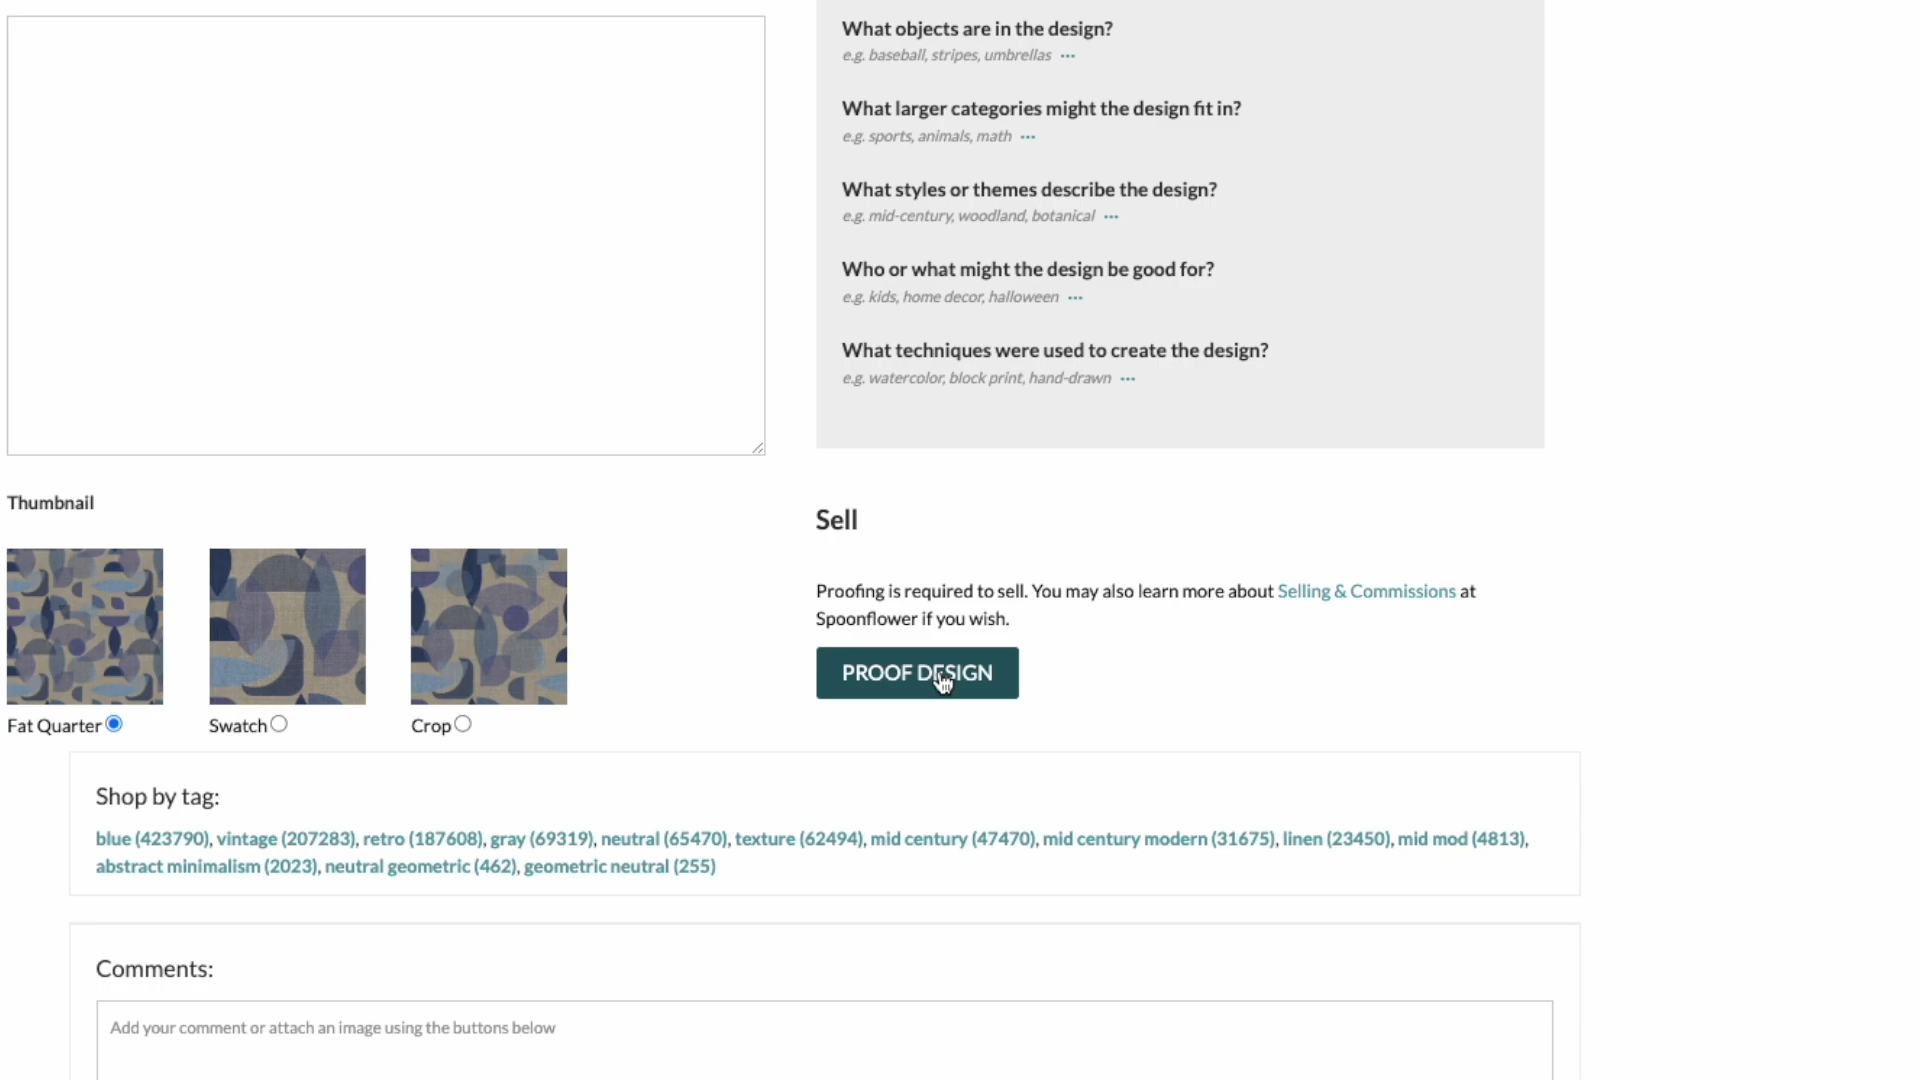 What objects are in the design?
e.g. baseball, stripes, umbrellas ···
What larger categories might the design fit in?
e.g. sports, animals, math ···
What styles or themes describe the design?
e.g. mid-century, woodland, botanical ···
Who or what might the design be good for?
e.g. kids, home decor, halloween ···
What techniques were used to create the design?
e.g. watercolor, block print, hand-drawn ···
Thumbnail
Fat Quarter
Swatch
Crop
Sell
Proofing is required to sell. You may also learn more about Selling & Commissions at
Spoonflower if you wish.
PROOF DESIGN
Shop by tag:
blue (423790), vintage (207283), retro (187608), gray (69319), neutral (65470), texture (62494), mid century (47470), mid century modern (31675), linen (23450), mid mod (4813),
abstract minimalism (2023), neutral geometric (462), geometric neutral (255)
Comments:
Add your comment or attach an image using the buttons below